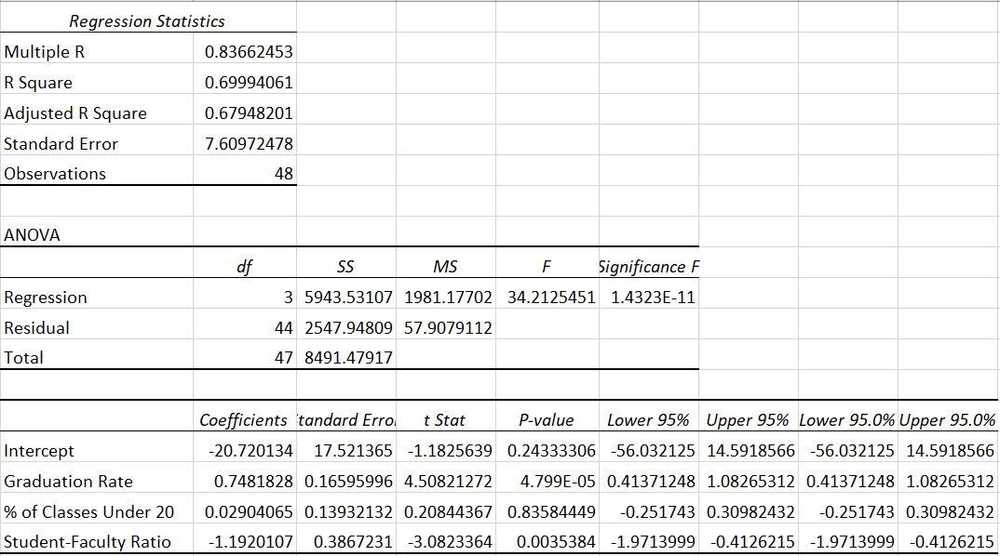 Regression Statistics
Multiple R 0.83662453
R Square 0.69994061
Adjusted R Square 0.67948201
Standard Error 7.60972478
Observations 48
ANOVA
df SS MS F Significance F
Regression 3 5943.53107 1981.17702 34.2125451 1.4323E-11
Residual 44 2547.94809 57.9079112
Total 47 8491.47917
Coefficients tandard Erro t Stat P-value Lower 95% Upper 95% Lower 95.0% Upper 95.0%
Intercept -20.720134 17.521365 -1.1825639 0.24333306 -56.032125 14.5918566 -56.032125 14.5918566
Graduation Rate 0.7481828 0.16595996 4.50821272 4.799E-05 0.41371248 1.08265312 0.41371248 1.08265312
% of Classes Under 20 0.02904065 0.13932132 0.20844367 0.83584449 -0.251743 0.30982432 -0.251743 0.30982432
Student-Faculty Ratio -1.1920107 0.3867231 -3.0823364 0.0035384 -1.9713999 -0.4126215 -1.9713999 -0.4126215